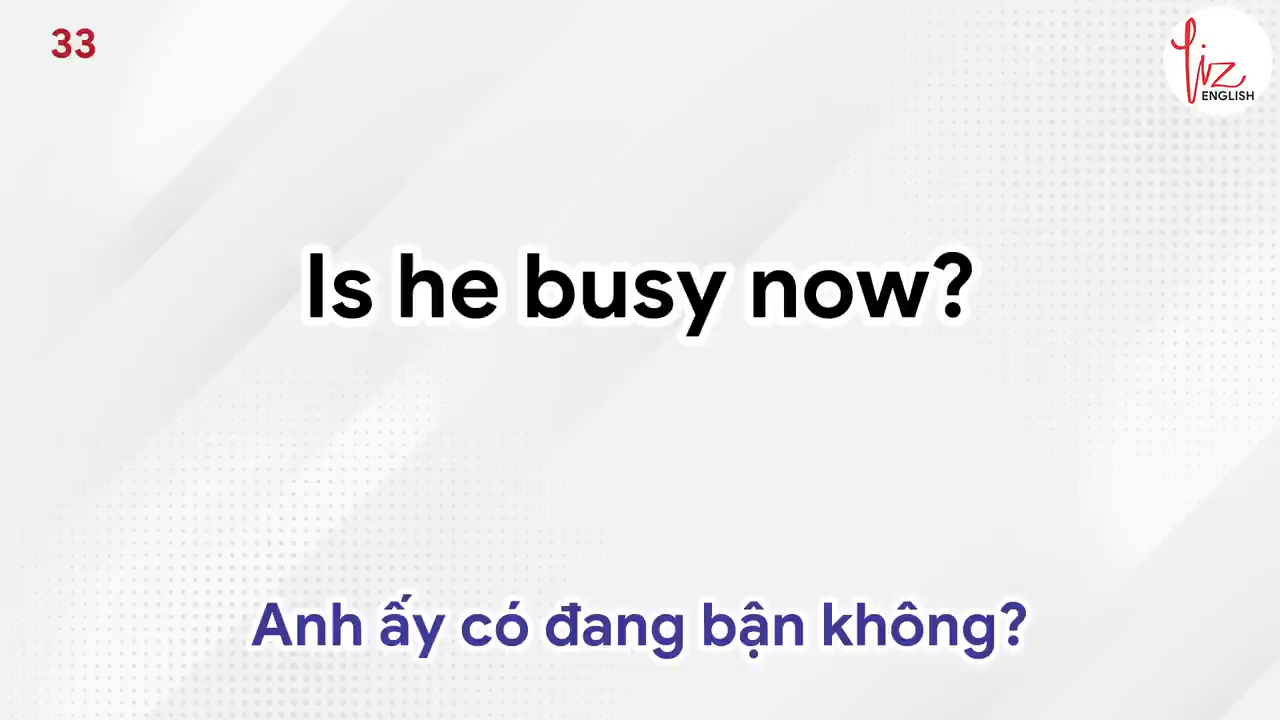 33
Liz
ENGLISH
Is he busy now?
Anh ấy có đang bận không?